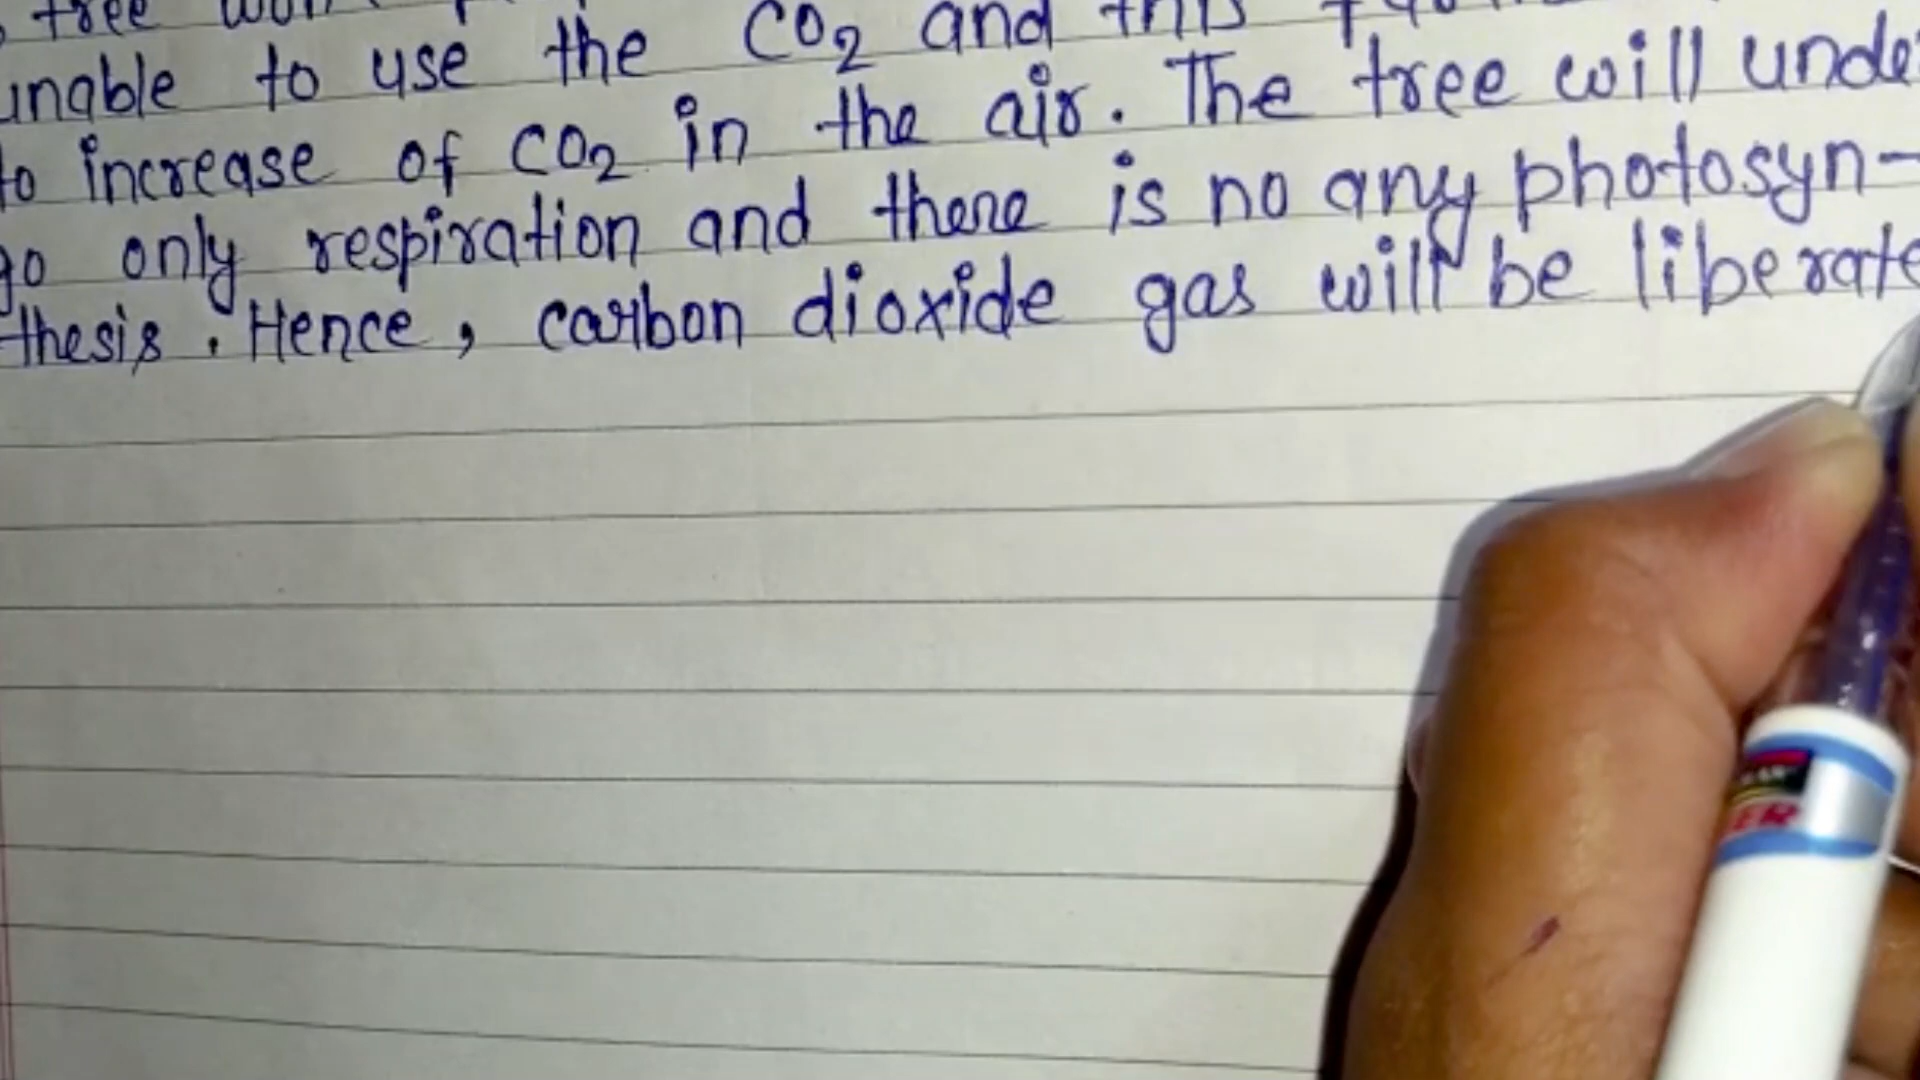 tree
unable to use the CO2 and this
to increase of CO2 in the air. The tree will unde
go only respiration and there is no any photosyn-
thesis. Hence, carbon dioxide gas will be liberate